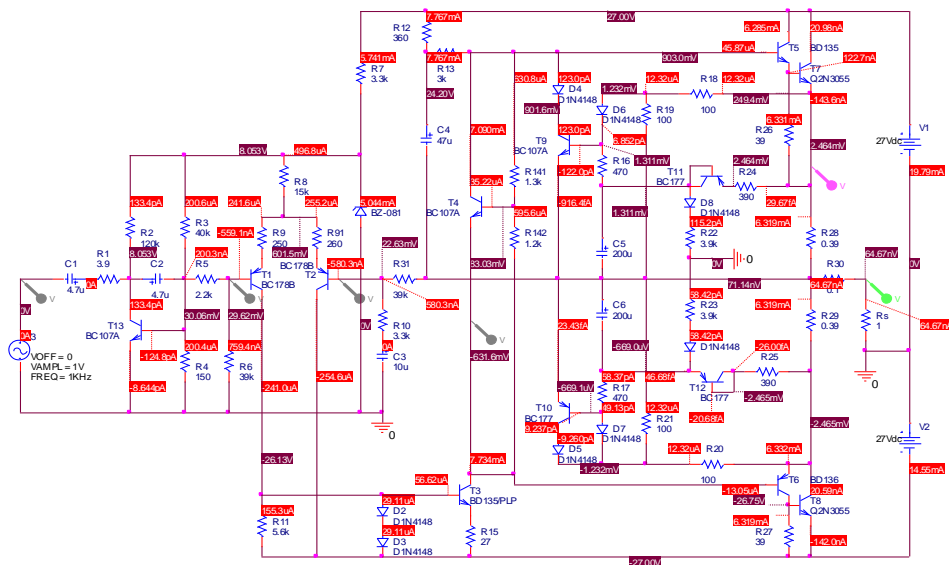 7.767mA
R12
360
27.00V
6.285mA
20.98nA
T5
BD135
5.741mA
R7
3.3k
7.767mA
R13
3k
45.87uA
903.0mV
122.7nA
T7
Q2N3055
24.20V
630.8uA
123.0pA
D4
D1N4148
1.232mV
12.32uA
R18
12.32uA
D6
D1N4148
R19
100
100
249.4mV
-143.6nA
901.6mV
C4
47u
7.090mA
T9
BC107A
123.0pA
5.852pA
6.331mA
R26
39
2.464mV
V1
27Vdc
19.79mA
8.053V
496.8uA
R8
15k
-122.0pA
1.311mV
R16
470
T11
BC177
2.464mV
R24
390
29.67fA
133.4pA
200.6uA
241.6uA
255.2uA
5.044mA
BZ-081
T4
BC107A
35.22uA
R141
1.3k
-916.4fA
1.311mV
D8
D1N4148
115.2pA
6.319mA
R2
120k
R3
40k
R9
250
R91
260
595.6uA
R142
1.2k
R22
3.9k
R28
0.39
8.053V
-559.1nA
601.5mV
22.63mV
83.03mV
C5
200u
0V
0
C1
4.7u
R1
3.9
0A
C2
4.7u
200.3nA
R5
2.2k
T1
BC178B
BC178B
T2
-580.3nA
R31
39k
580.3nA
71.14nV
64.67nA
R30
0.1
64.67nV
0V
133.4pA
30.06mV
29.62mV
0V
C6
200u
58.42pA
R23
3.9k
6.319mA
R29
0.39
Rs
1
64.67nA
T13
BC107A
-124.8pA
200.4uA
759.4nA
R10
3.3k
-631.6mV
23.43fA
-669.0uV
58.42pA
D1N4148
-26.00fA
R25
390
0
0V
0A
3
VOFF = 0
VAMPL = 1V
FREQ = 1KHz
-8.644pA
R4
150
R6
39k
0A
C3
10u
-669.1uV
58.37pA
R17
470
46.68fA
T12
BC177
-20.68fA
-2.465mV
-241.0uA
-254.6uA
0
T10
BC177
9.237pA
49.13pA
12.32uA
R21
100
-2.465mV
V2
27Vdc
14.55mA
-26.13V
7.734mA
-9.260pA
D5
D1N4148
D7
D1N4148
-1.232mV
12.32uA
R20
100
6.332mA
T6
BD136
20.59nA
56.62uA
T3
BD135/PLP
-13.05uA
-26.75V
T8
Q2N3055
155.3uA
R11
5.6k
29.11uA
D2
D1N4148
29.11uA
D3
D1N4148
R15
27
6.319mA
R27
39
-142.0nA
-27.00V